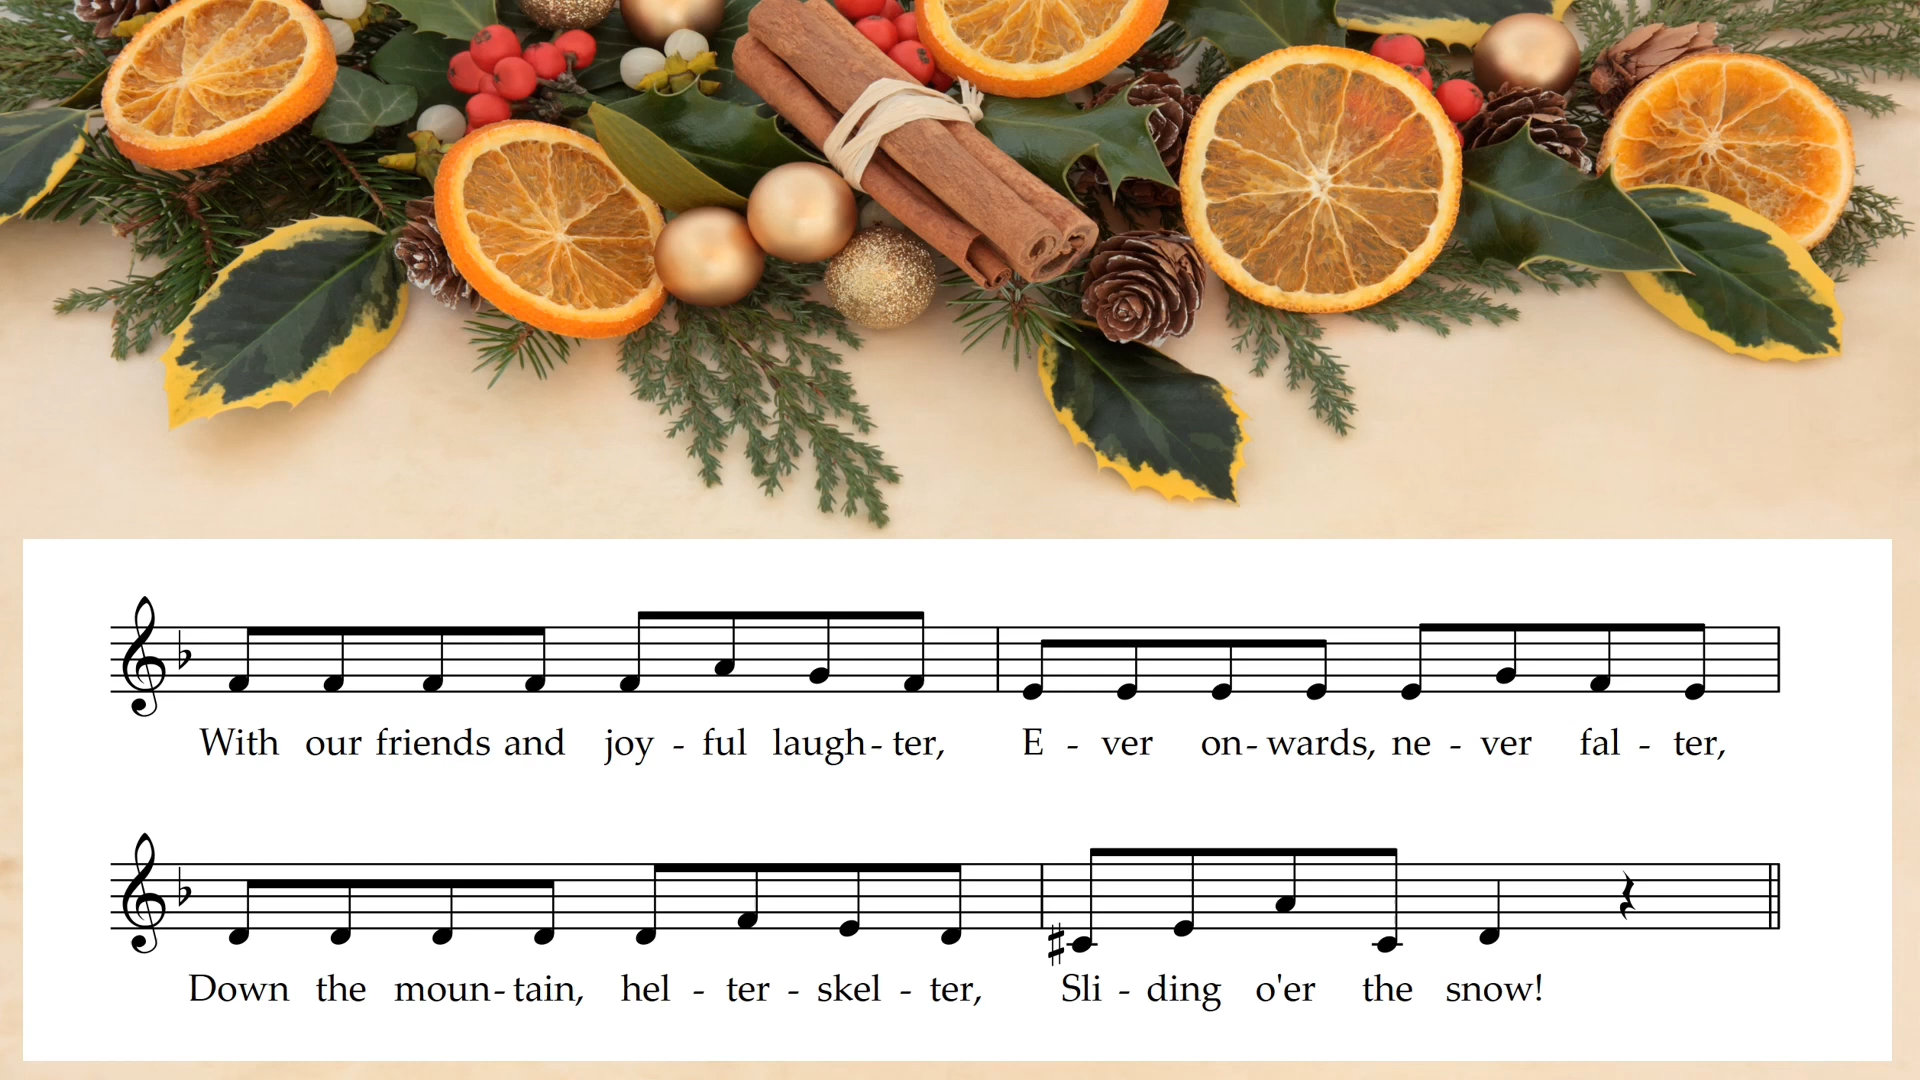 With our friends and joy - ful laugh - ter, E - ver on - wards, ne - ver fal - ter,
Down the moun - tain, hel - ter - skel - ter, Sli - ding o'er the snow!